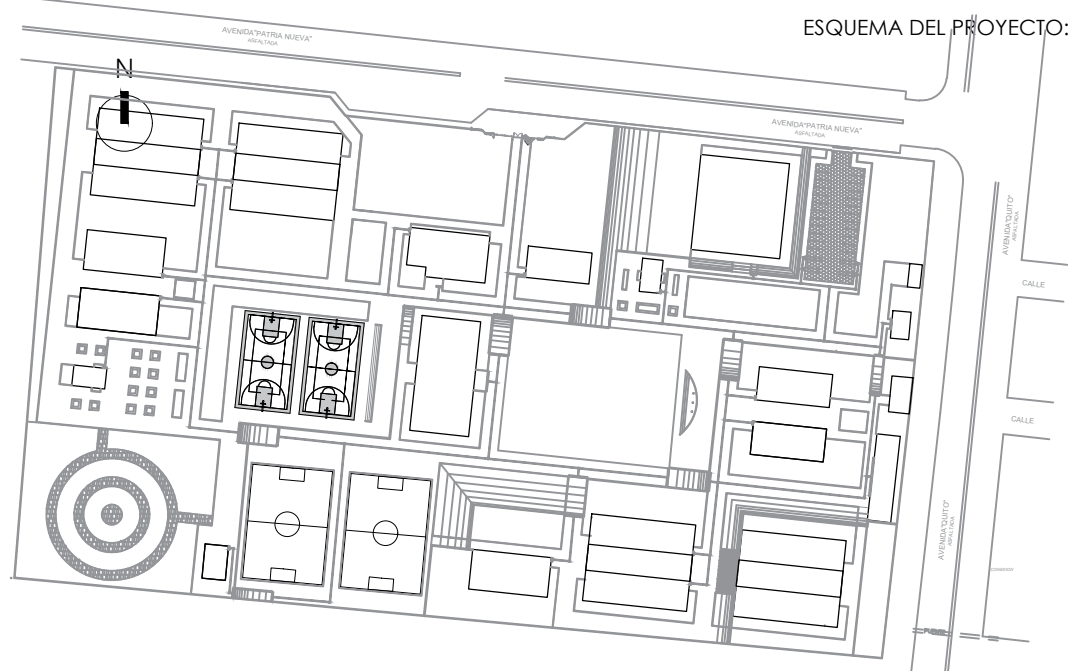 ESQUEMA DEL PROYECTO:
AVENIDA"PATRIA NUEVA"
ASFALTADA
N
AVENIDA"PATRIA NUEVA"
ASFALTADA
AVENIDA"QUITO"
ASFALTADA
CALLE
CALLE
AVENIDA"QUITO"
ASFALTADA